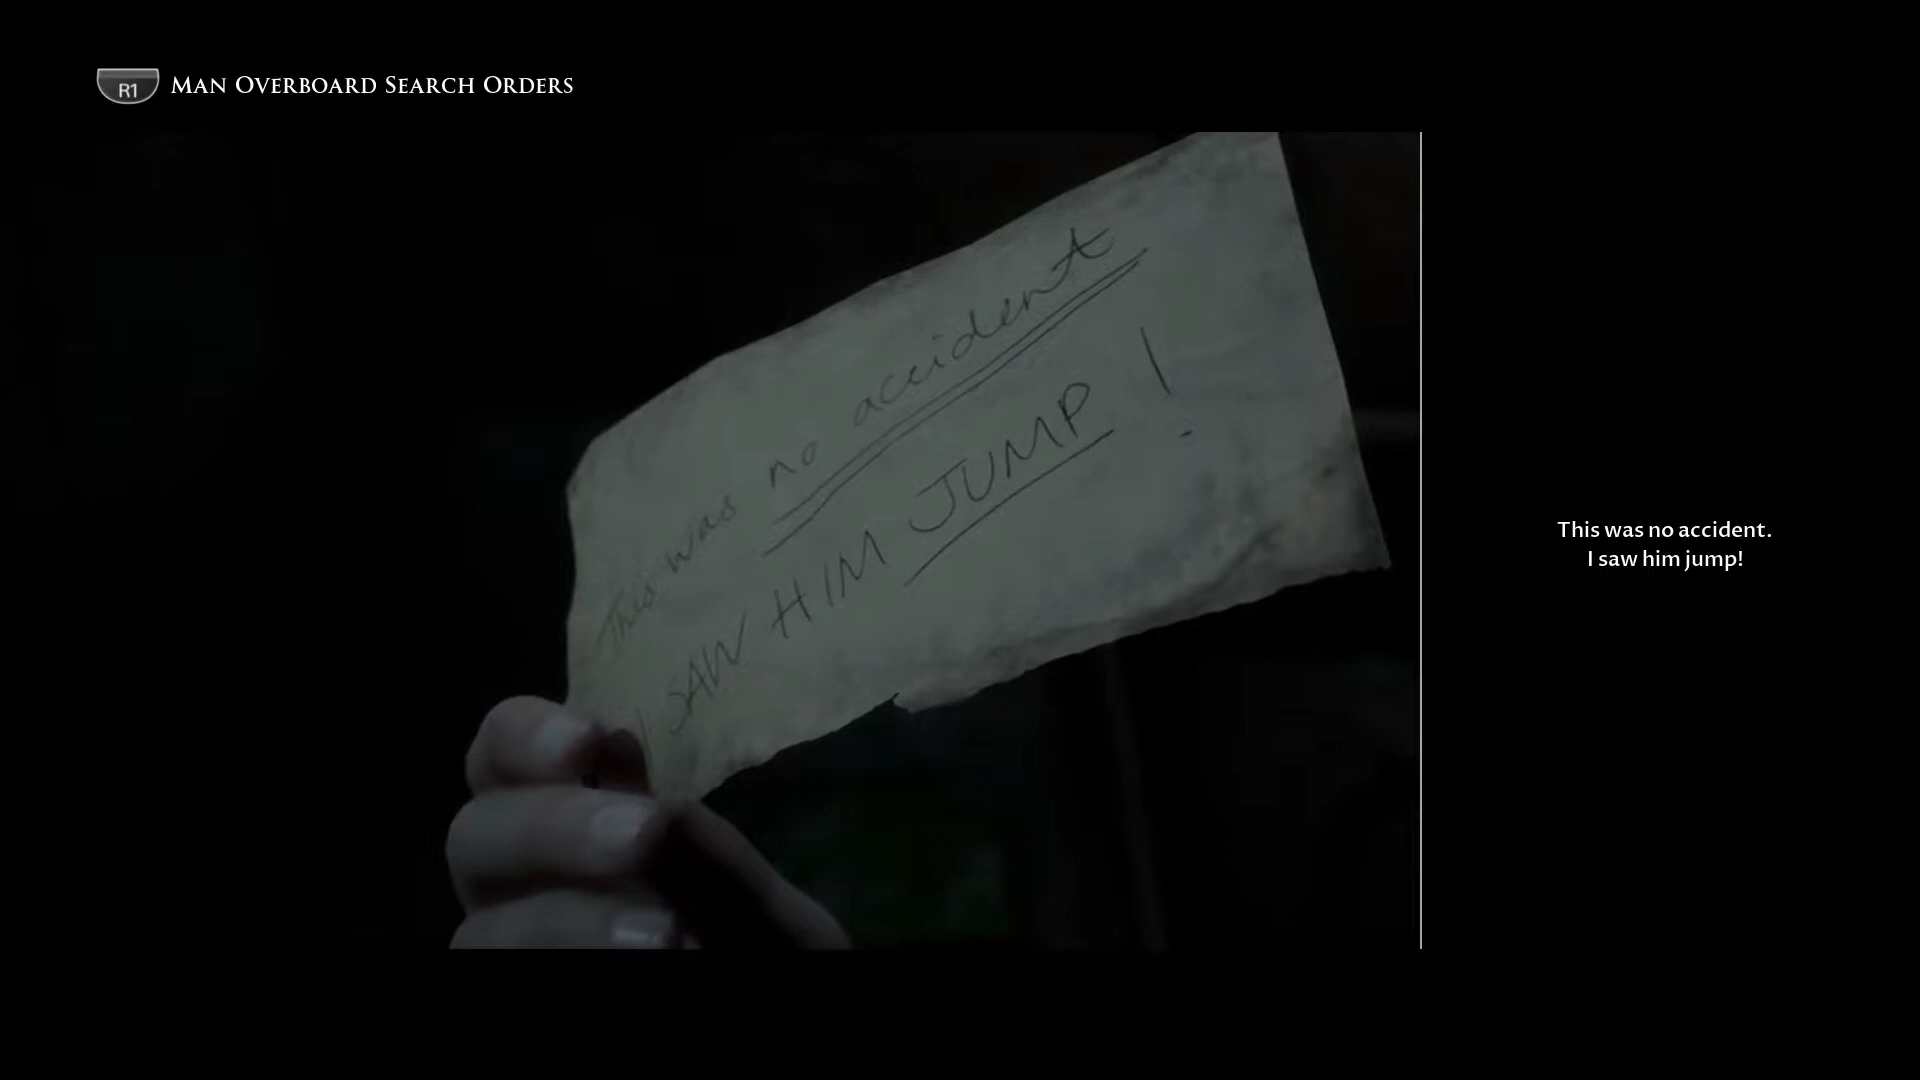 R1 MAN OVERBOARD SEARCH ORDERS
This was no accident
I SAW HIM JUMP!
This was no accident.
I saw him jump!